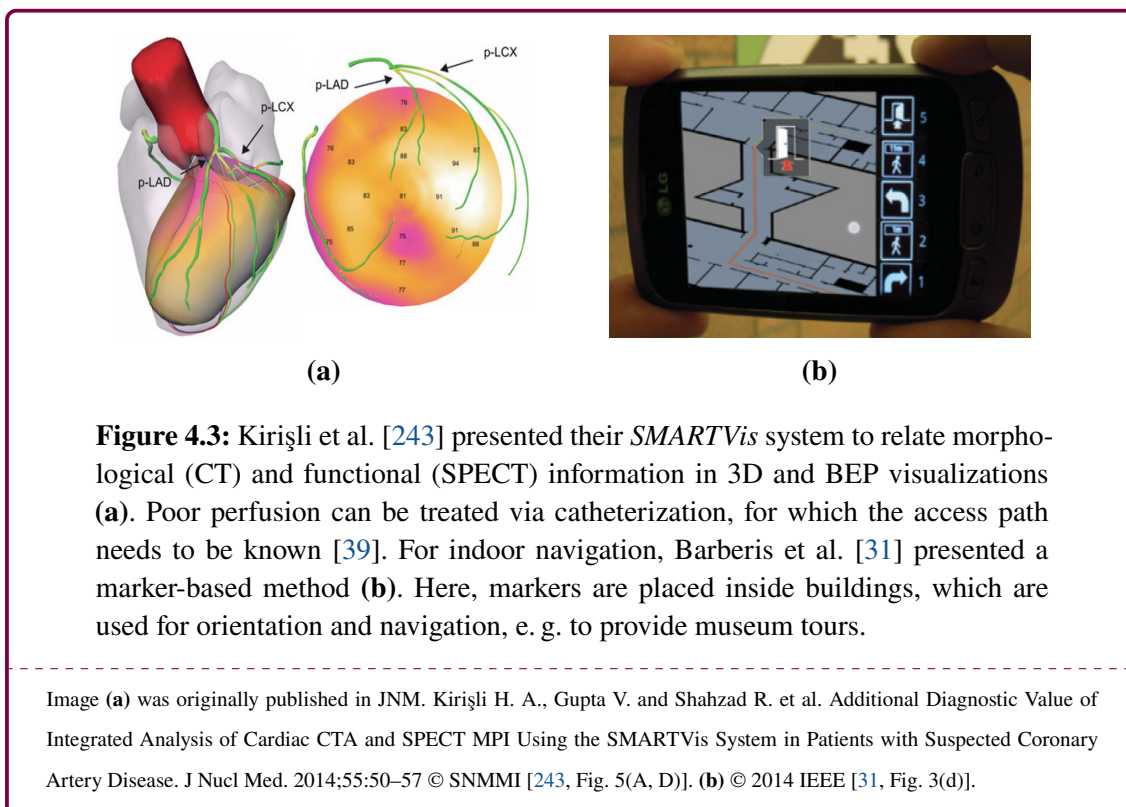 p-LCX
p-LAD
p-LCX
p-LAD
76
83
76
83
88
87
94
83
91
91
85
91
88
75
75
77
77
LG
5
11m
4
3
1m
2
1
(a)
(b)
Figure 4.3: Kirişli et al. [243] presented their SMARTVis system to relate morpho-
logical (CT) and functional (SPECT) information in 3D and BEP visualizations
(a). Poor perfusion can be treated via catheterization, for which the access path
needs to be known [39]. For indoor navigation, Barberis et al. [31] presented a
marker-based method (b). Here, markers are placed inside buildings, which are
used for orientation and navigation, e. g. to provide museum tours.
Image (a) was originally published in JNM. Kirişli H. A., Gupta V. and Shahzad R. et al. Additional Diagnostic Value of
Integrated Analysis of Cardiac CTA and SPECT MPI Using the SMARTVis System in Patients with Suspected Coronary
Artery Disease. J Nucl Med. 2014;55:50–57 © SNMMI [243, Fig. 5(A, D)]. (b) © 2014 IEEE [31, Fig. 3(d)].